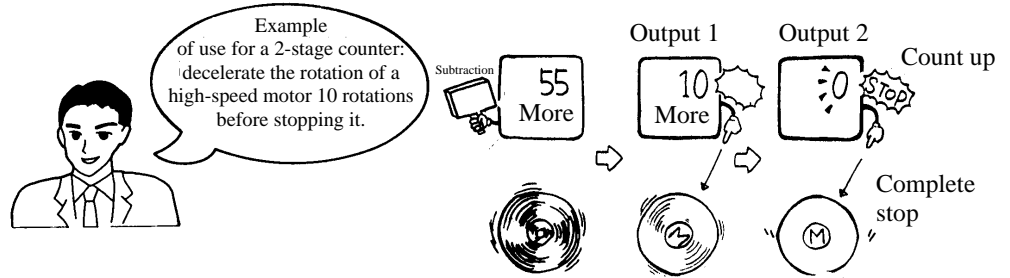 Example
of use for a 2-stage counter:
decelerate the rotation of a
high-speed motor 10 rotations
before stopping it.
Subtraction
55
More
Output 1
10
More
Output 2
0
STOP
Count up
M
M
Complete
stop